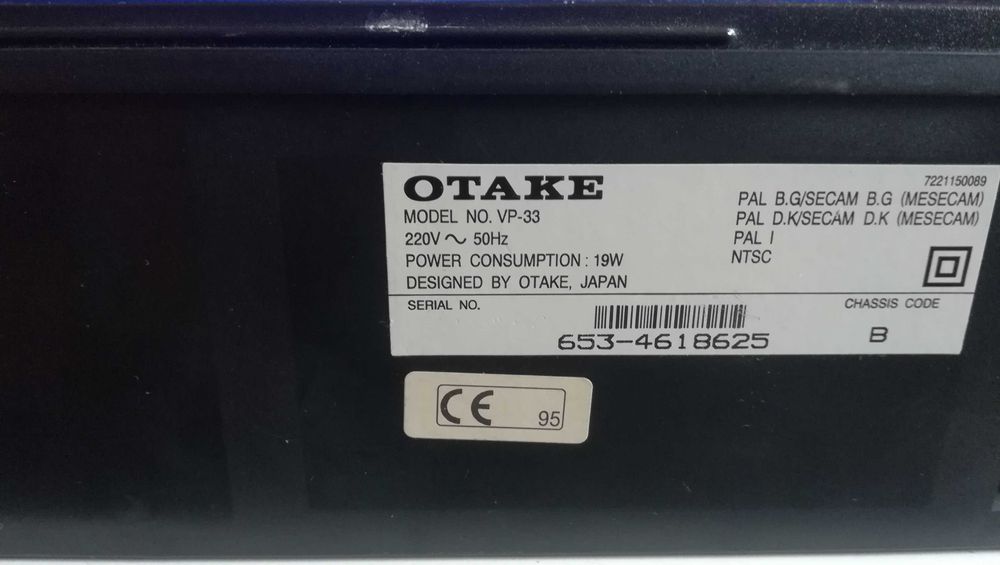 OTAKE
MODEL NO. VP-33
220V ~ 50Hz
POWER CONSUMPTION : 19W
DESIGNED BY OTAKE, JAPAN
7221150089
PAL B.G/SECAM B.G (MESECAM)
PAL D.K/SECAM D.K (MESECAM)
PAL I
NTSC
SERIAL NO.
653-4618625
CHASSIS CODE
B
CE 95